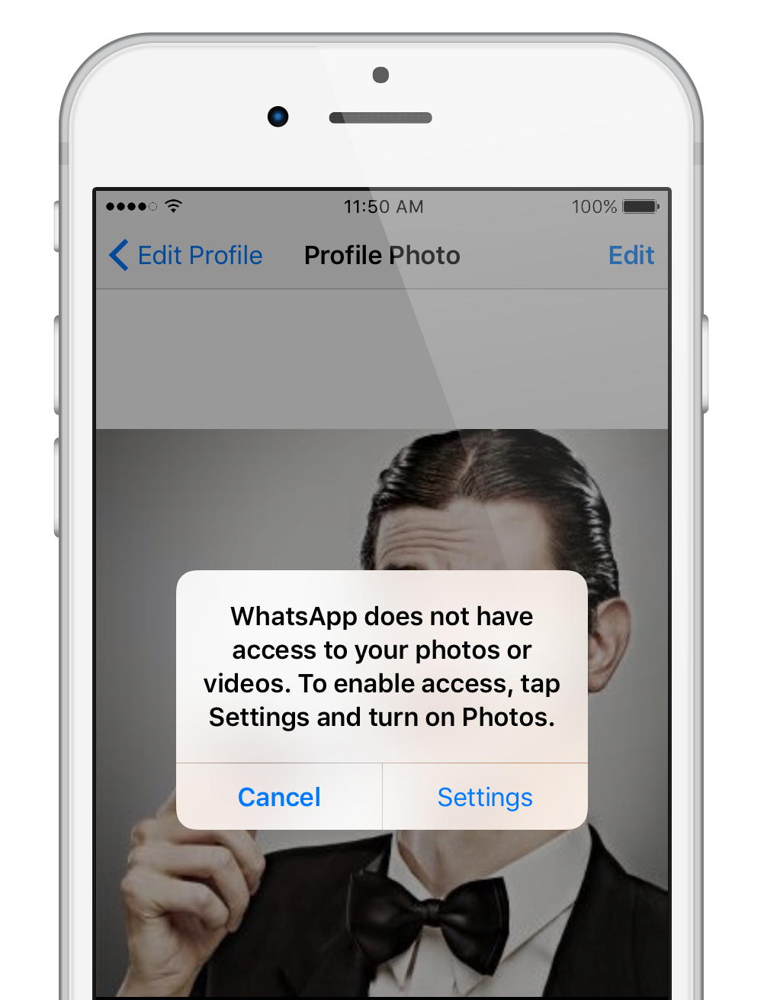 11:50 AM
100%
Edit Profile
Profile Photo
Edit
WhatsApp does not have
access to your photos or
videos. To enable access, tap
Settings and turn on Photos.
Cancel
Settings